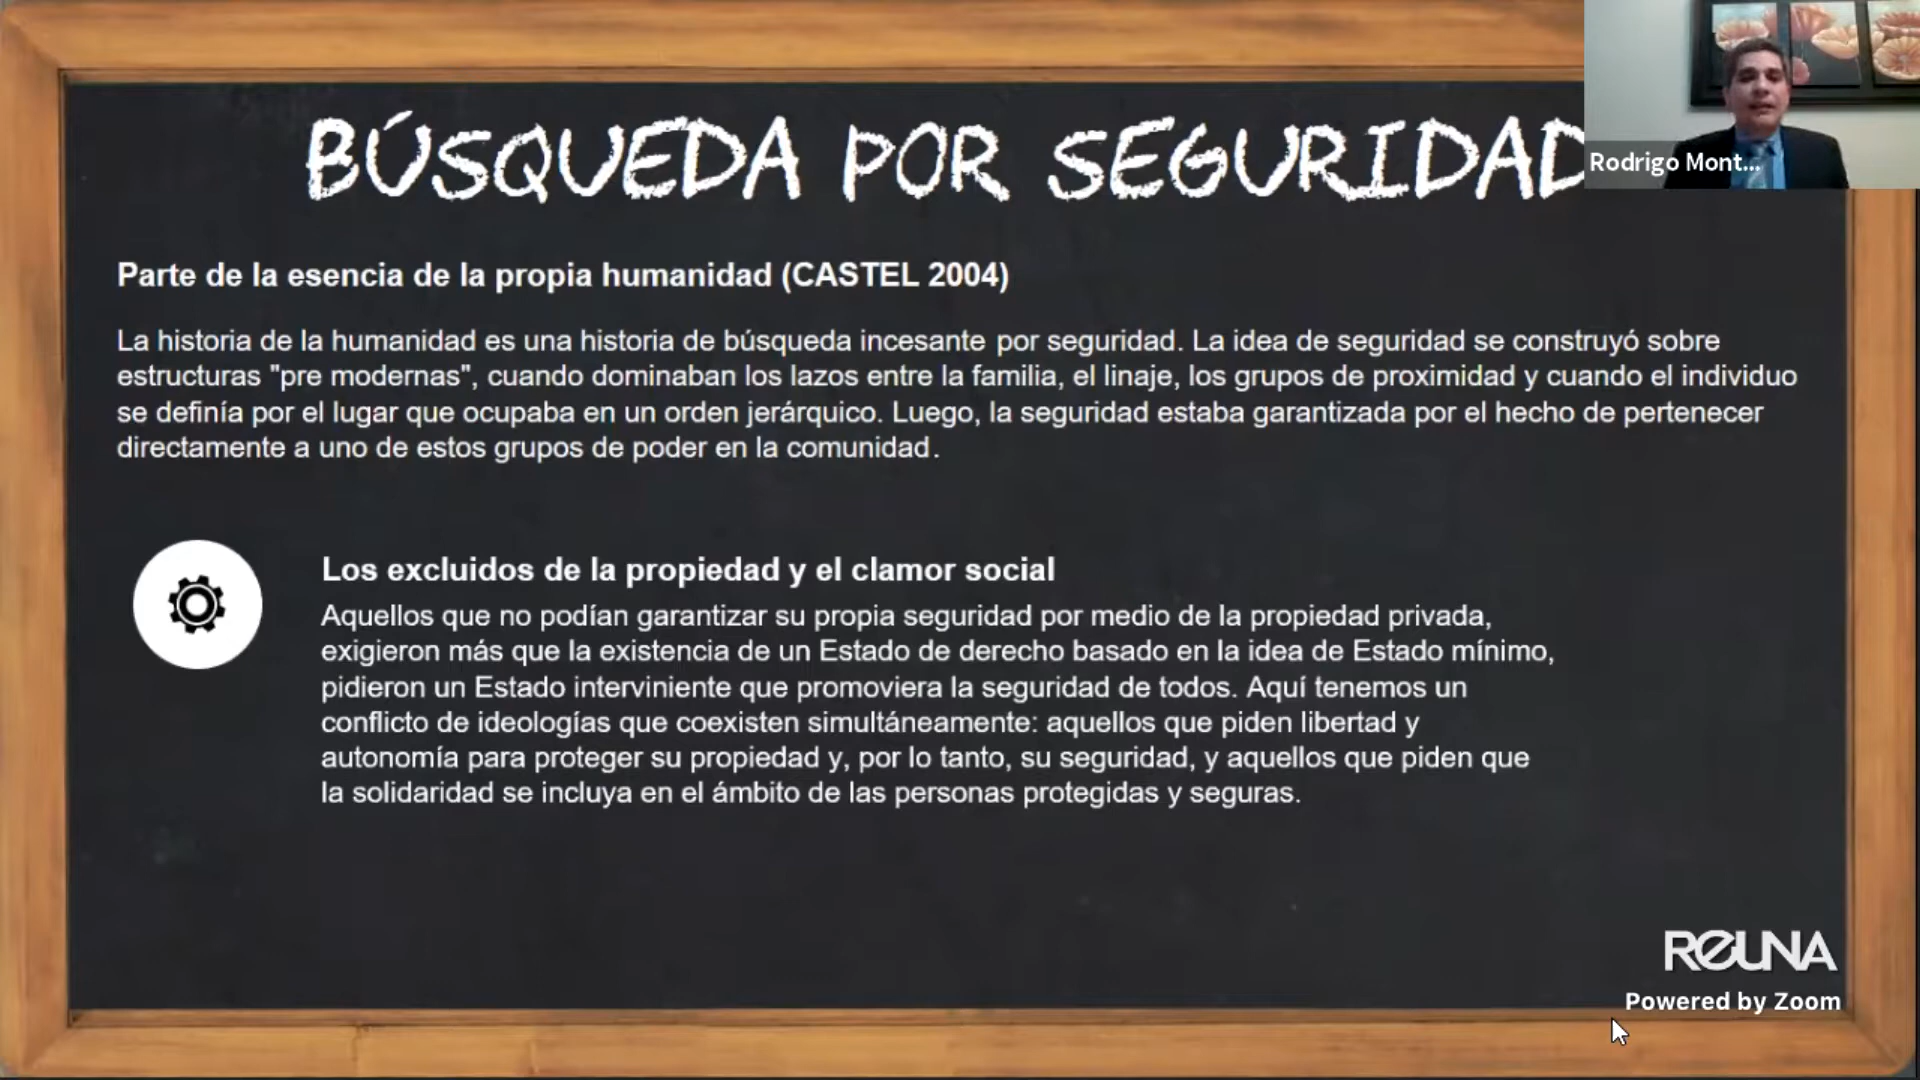 BÚSQUEDA POR SEGURIDAD
Rodrigo Mont...
Parte de la esencia de la propia humanidad (CASTEL 2004)
La historia de la humanidad es una historia de búsqueda incesante por seguridad. La idea de seguridad se construyó sobre
estructuras "pre modernas", cuando dominaban los lazos entre la familia, el linaje, los grupos de proximidad y cuando el individuo
se definía por el lugar que ocupaba en un orden jerárquico. Luego, la seguridad estaba garantizada por el hecho de pertenecer
directamente a uno de estos grupos de poder en la comunidad.
Los excluidos de la propiedad y el clamor social
Aquellos que no podían garantizar su propia seguridad por medio de la propiedad privada,
exigieron más que la existencia de un Estado de derecho basado en la idea de Estado mínimo,
pidieron un Estado interviniente que promoviera la seguridad de todos. Aquí tenemos un
conflicto de ideologías que coexisten simultáneamente: aquellos que piden libertad y
autonomía para proteger su propiedad y, por lo tanto, su seguridad, y aquellos que piden que
la solidaridad se incluya en el ámbito de las personas protegidas y seguras.
REUNA
Powered by Zoom